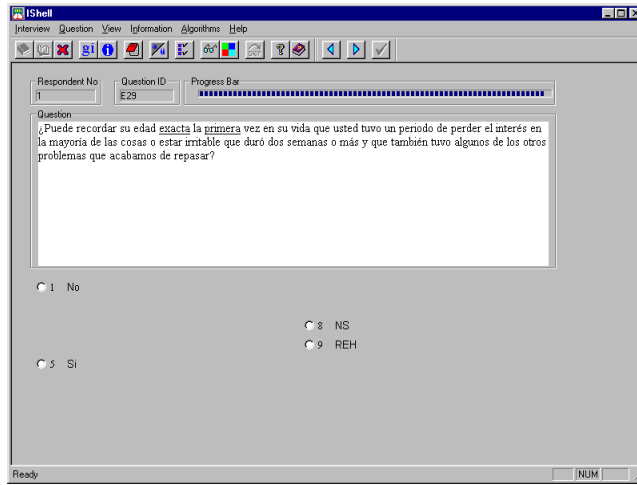 IShell
Interview Question View Information Algorithms Help
gi
Respondent No
Question ID
Progress Bar
1
E29
Question
¿Puede recordar su edad exacta la primera vez en su vida que usted tuvo un periodo de perder el interés en
la mayoría de las cosas o estar irritable que duró dos semanas o más y que también tuvo algunos de los otros
problemas que acabamos de repasar?
1 No
8 NS
9 REH
5 Si
Ready
NUM